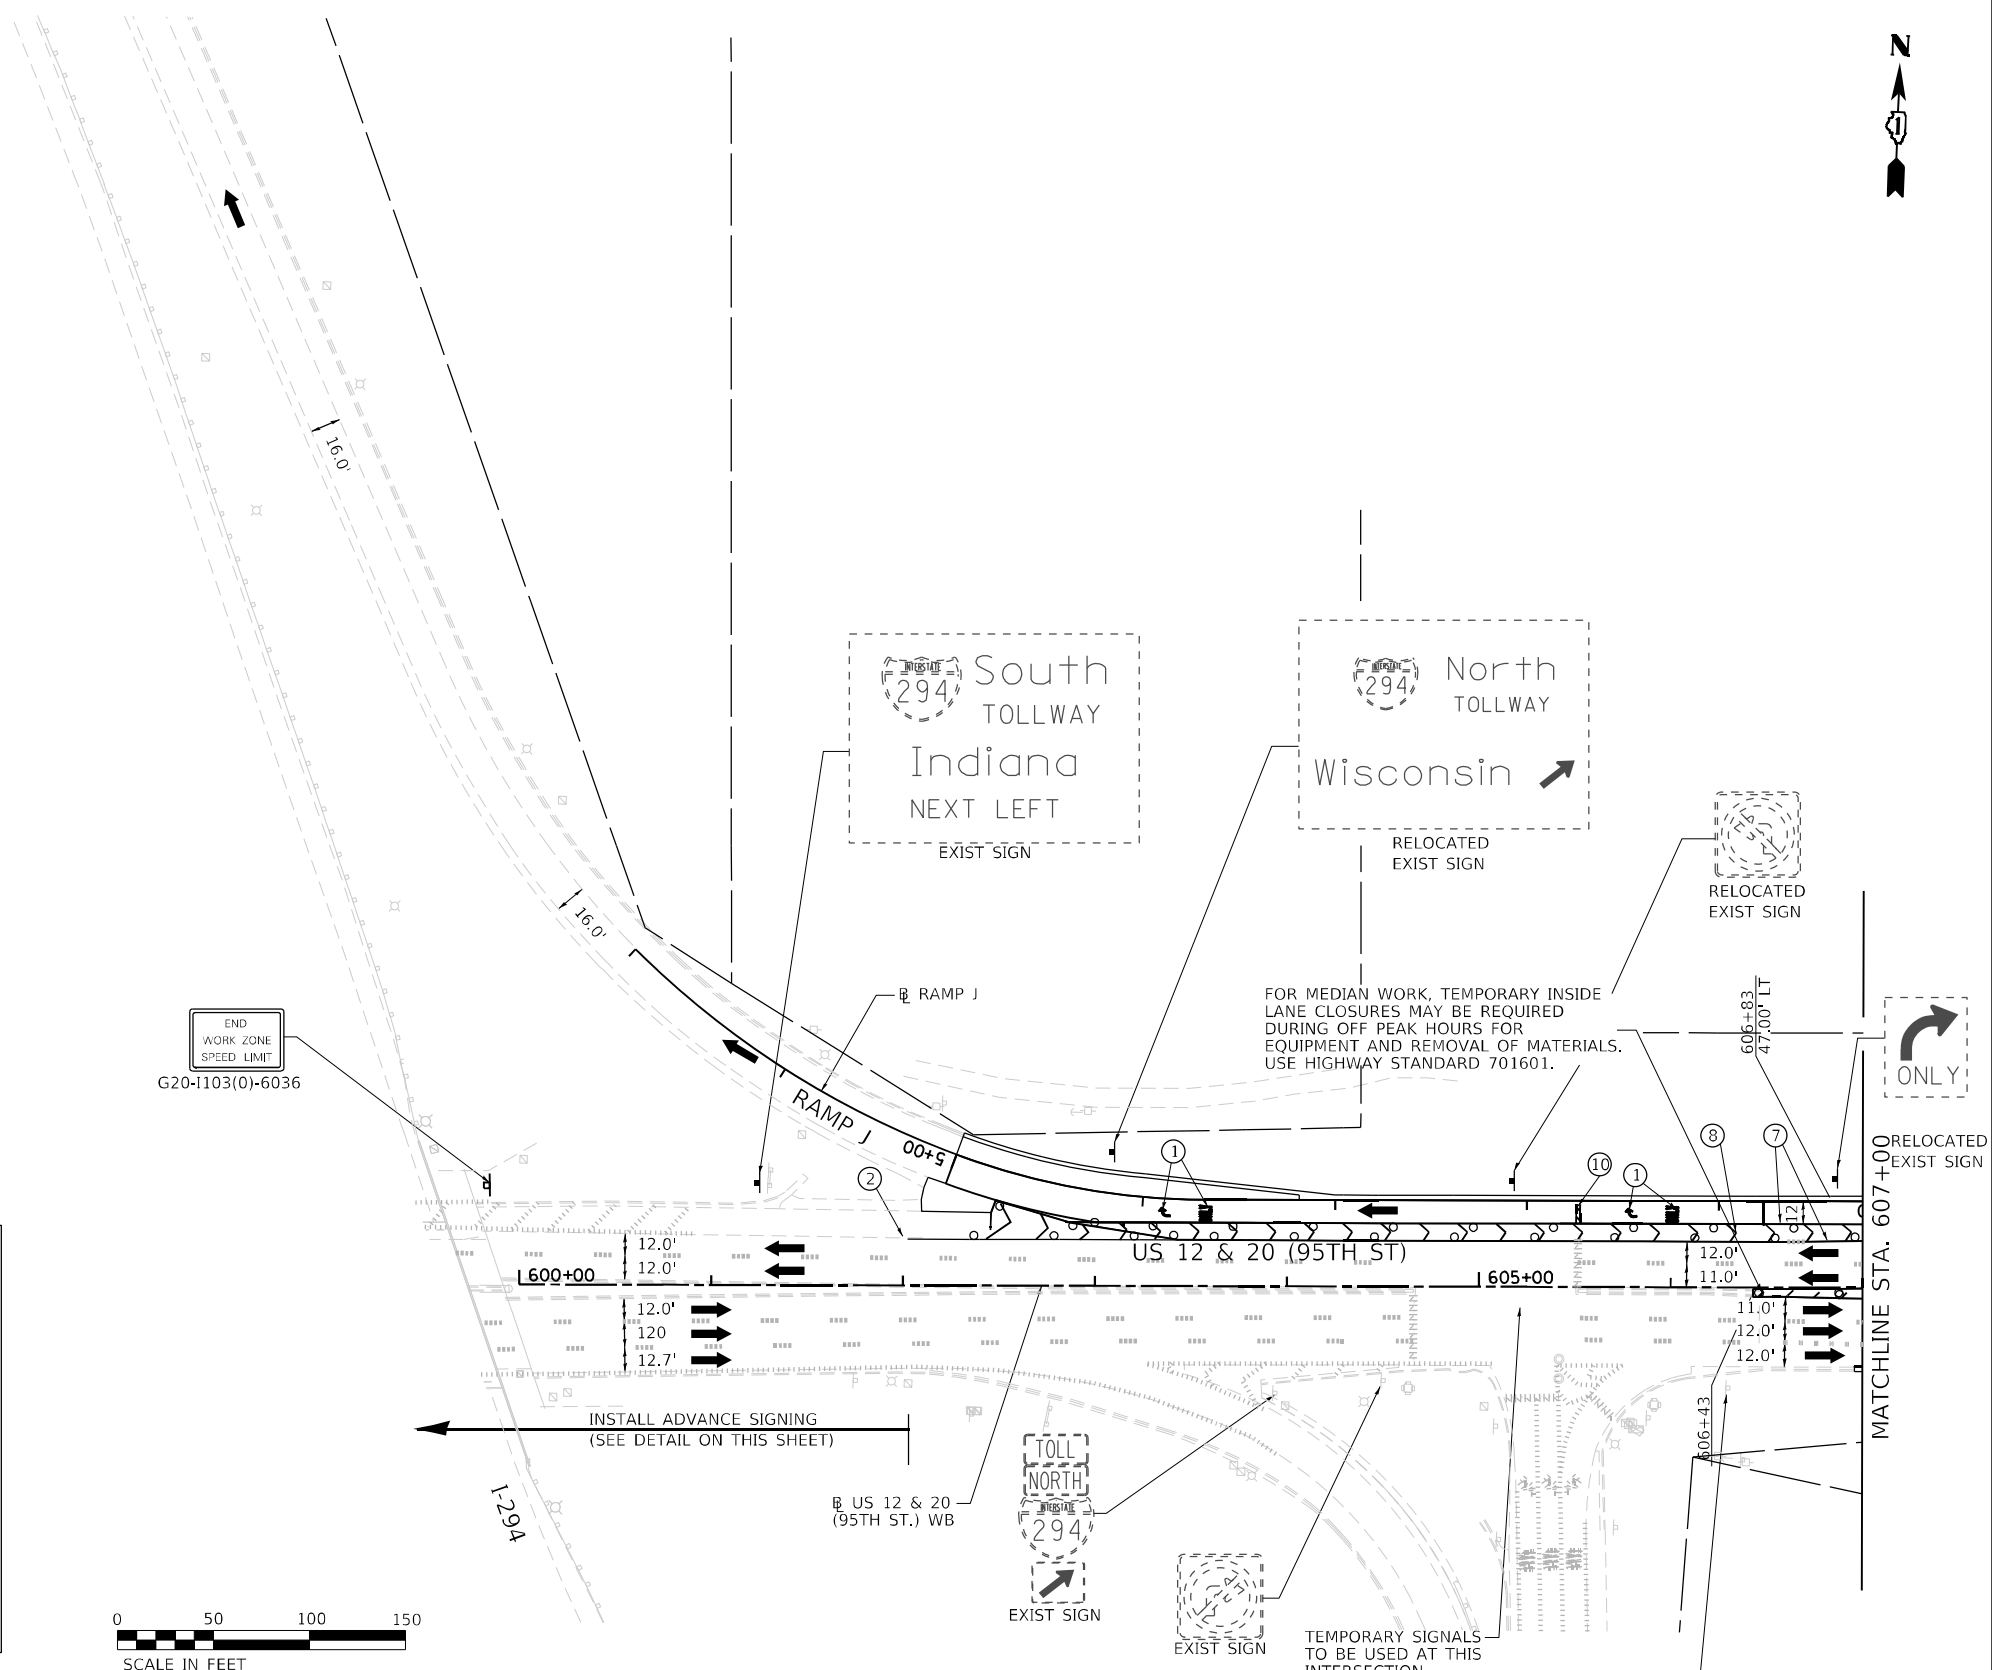 N
1
16.0'
INTERSTATE
294
South
TOLLWAY
Indiana
NEXT LEFT
EXIST SIGN
INTERSTATE
294
North
TOLLWAY
Wisconsin
RELOCATED
EXIST SIGN
RELOCATED
EXIST SIGN
16.0'
END
WORK ZONE
SPEED LIMIT
G20-I103(0)-6036
BL RAMP J
RAMP J
5+00
FOR MEDIAN WORK, TEMPORARY INSIDE
LANE CLOSURES MAY BE REQUIRED
DURING OFF PEAK HOURS FOR
EQUIPMENT AND REMOVAL OF MATERIALS.
USE HIGHWAY STANDARD 701601.
606+83
47.00' LT
ONLY
RELOCATED
EXIST SIGN
2
1
10
1
8
7
12
US 12 & 20 (95TH ST)
12.0'
12.0'
600+00
605+00
12.0'
11.0'
12.0'
120
12.7'
11.0'
12.0'
12.0'
MATCHLINE STA. 607+00
606+43
INSTALL ADVANCE SIGNING
(SEE DETAIL ON THIS SHEET)
I-294
BL US 12 & 20
(95TH ST.) WB
TOLL
NORTH
INTERSTATE
294
EXIST SIGN
EXIST SIGN
TEMPORARY SIGNALS
TO BE USED AT THIS
INTERSECTION
0 50 100 150
SCALE IN FEET